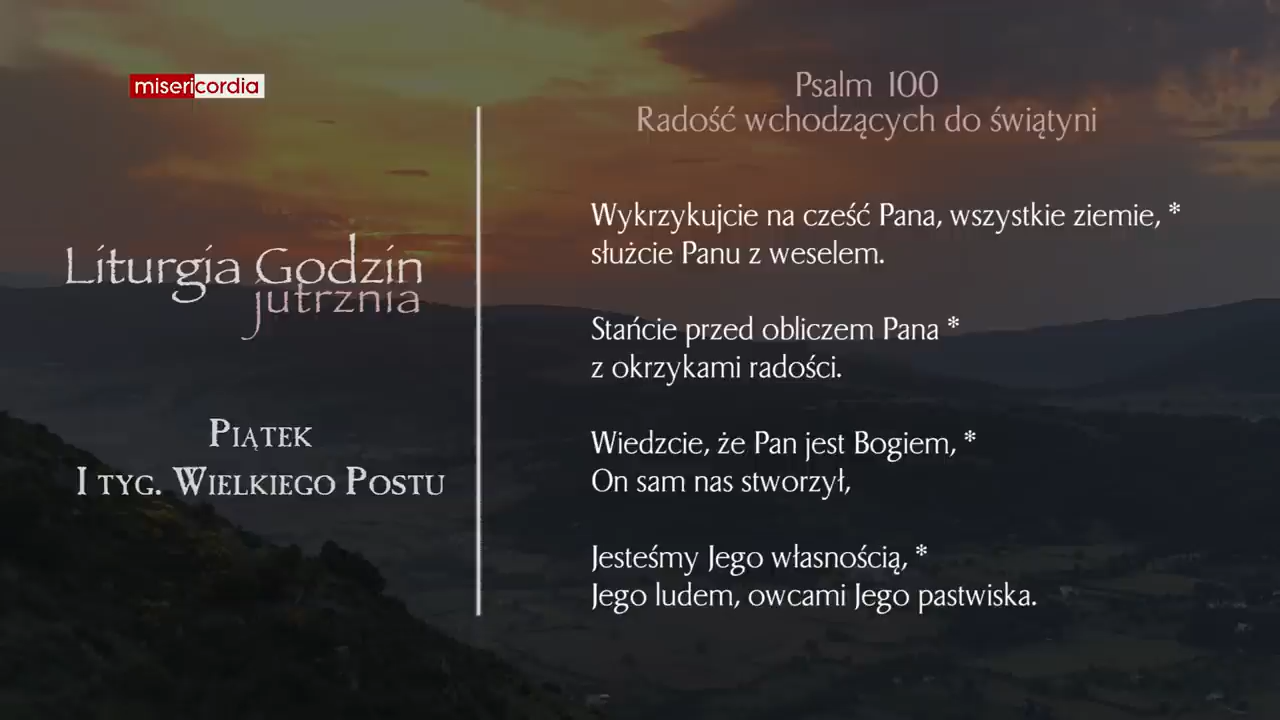 misericordia
Liturgia Godzin
jutrznia
Piątek
I tyg. Wielkiego Postu
Psalm 100
Radość wchodzących do świątyni
Wykrzykujcie na cześć Pana, wszystkie ziemie, *
służcie Panu z weselem.
Stańcie przed obliczem Pana *
z okrzykami radości.
Wiedzcie, że Pan jest Bogiem, *
On sam nas stworzył,
Jesteśmy Jego własnością, *
Jego ludem, owcami Jego pastwiska.